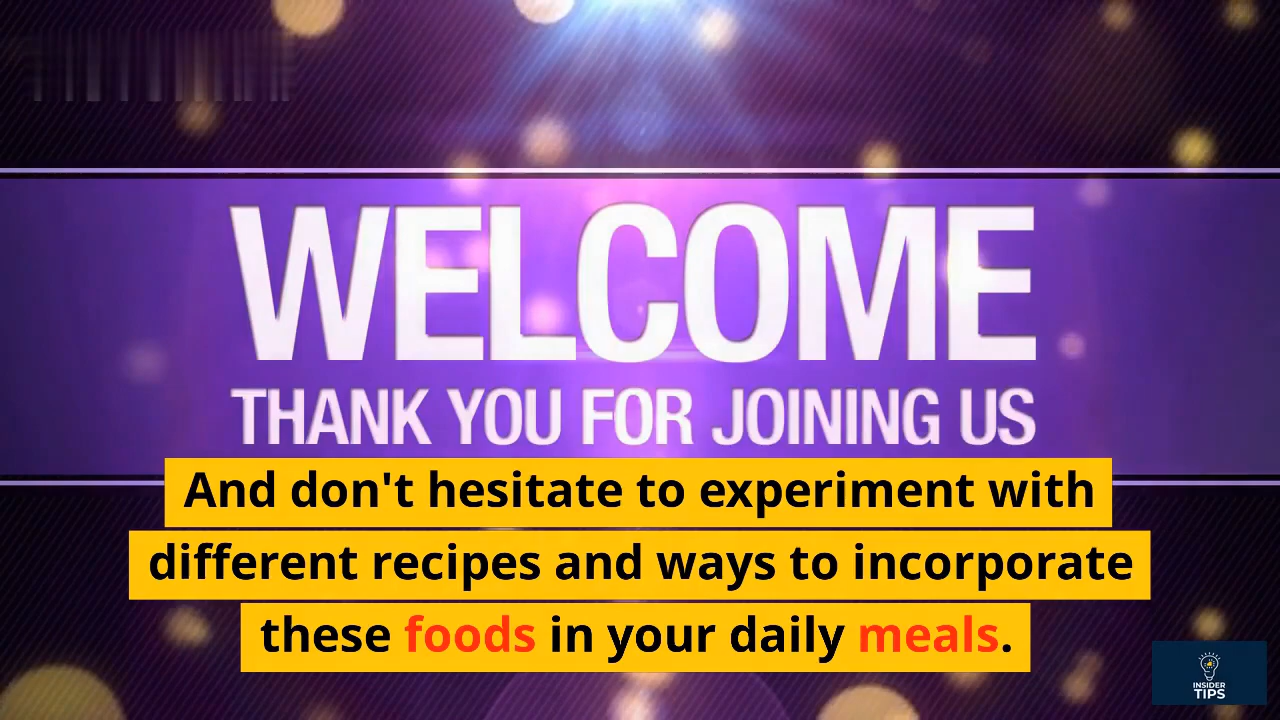 WELCOME
THANK YOU FOR JOINING US
And don't hesitate to experiment with
different recipes and ways to incorporate
these foods in your daily meals.
INSIDER
TIPS